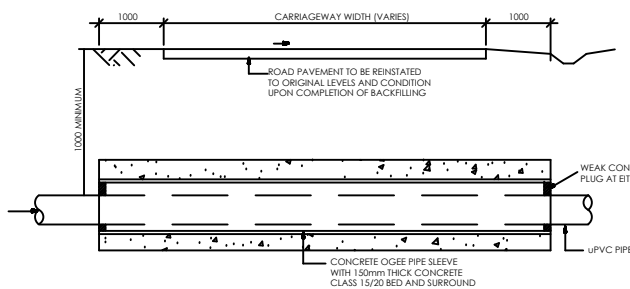 1000
CARRIAGEWAY WIDTH (VARIES)
1000
ROAD PAVEMENT TO BE REINSTATED
TO ORIGINAL LEVELS AND CONDITION
UPON COMPLETION OF BACKFILLING
1000 MINIMUM
WEAK CON
PLUG AT EIT
CONCRETE OGEE PIPE SLEEVE
WITH 150mm THICK CONCRETE
CLASS 15/20 BED AND SURROUND
uPVC PIPE